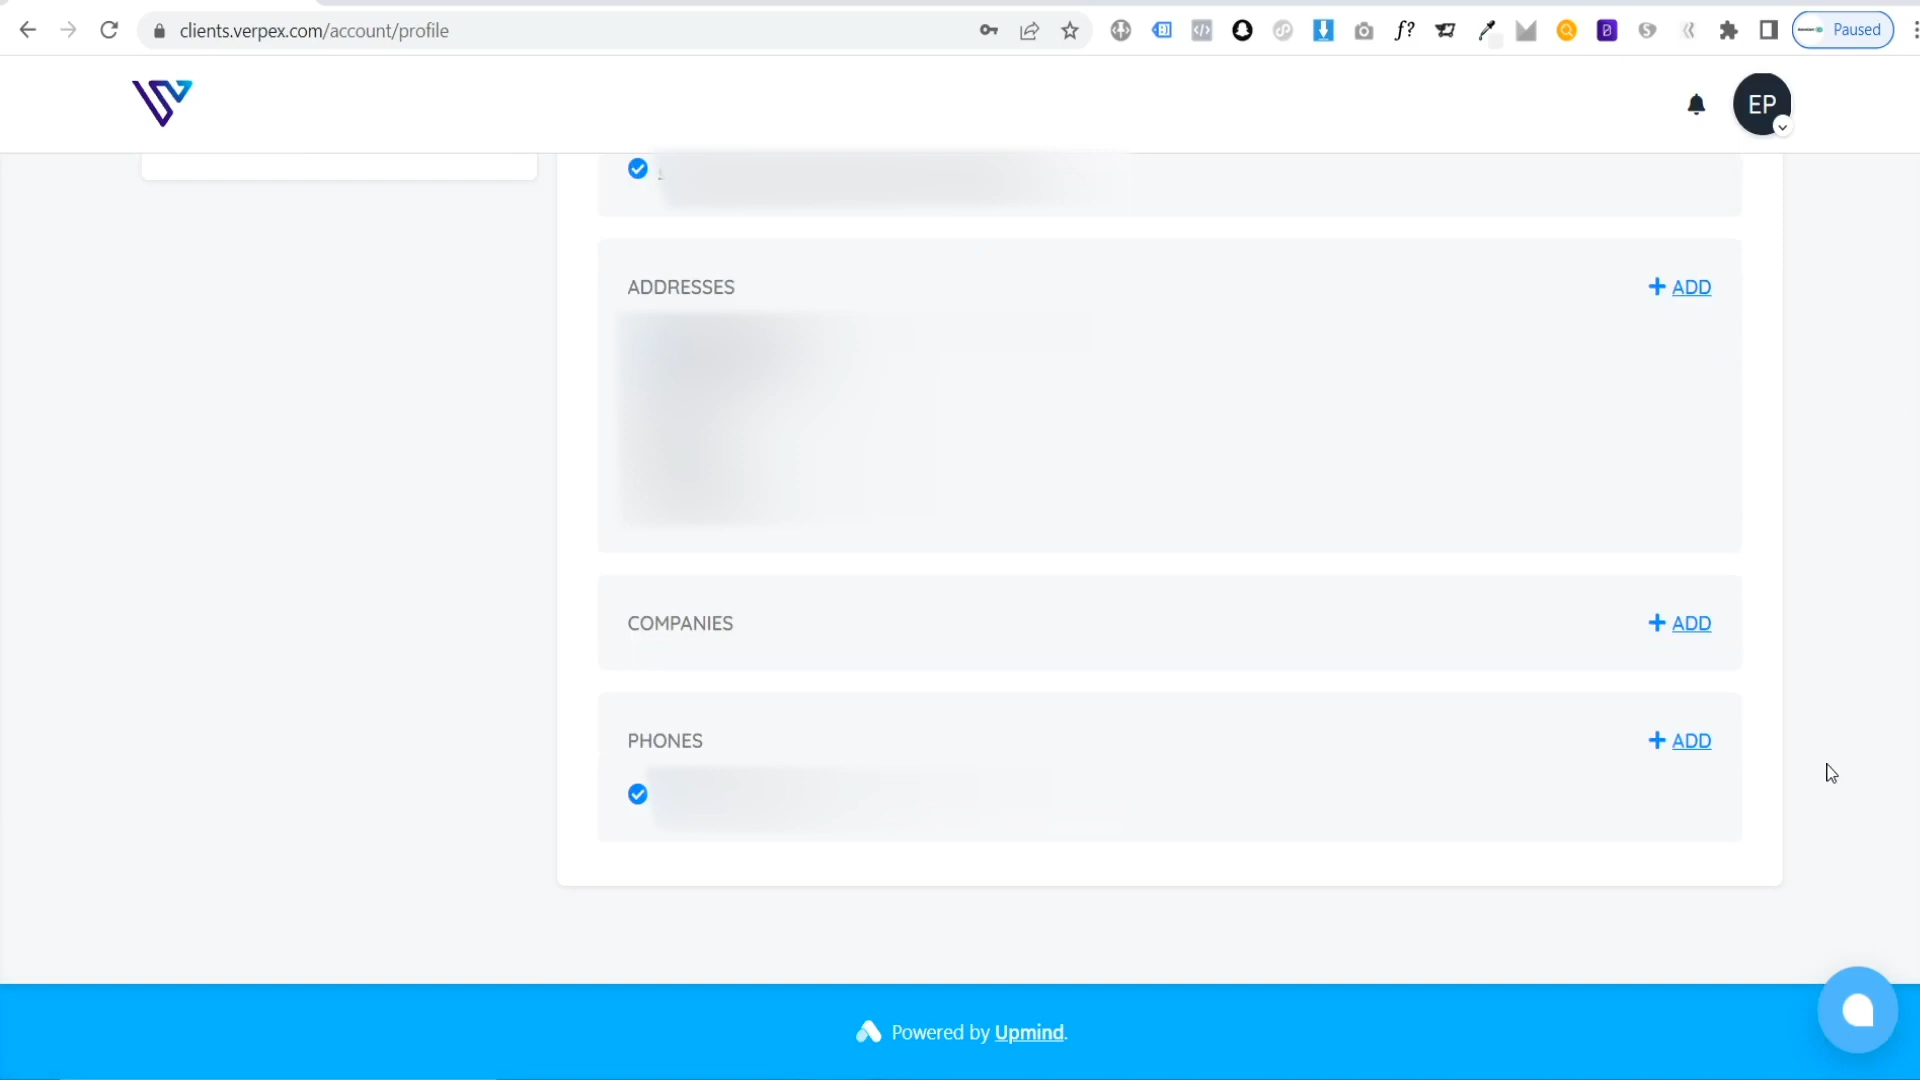 clients.verpex.com/account/profile
f?
Paused
EP
ADDRESSES
+ ADD
COMPANIES
+ ADD
PHONES
+ ADD
Powered by Upmind.